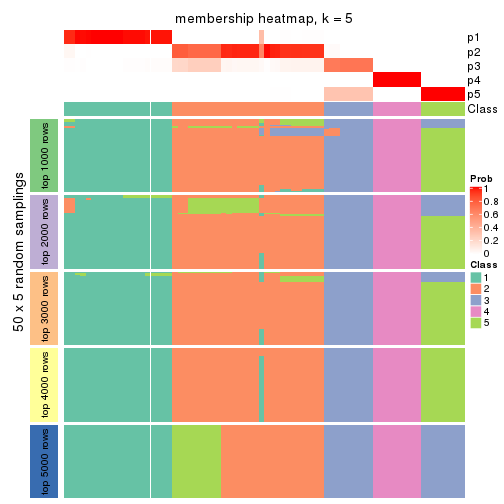 membership heatmap, k = 5
p1
p2
p3
p4
p5
Class
50 x 5 random samplings
top 1000 rows
top 2000 rows
top 3000 rows
top 4000 rows
top 5000 rows
Prob
1
0.8
0.6
0.4
0.2
0
Class
1
2
3
4
5